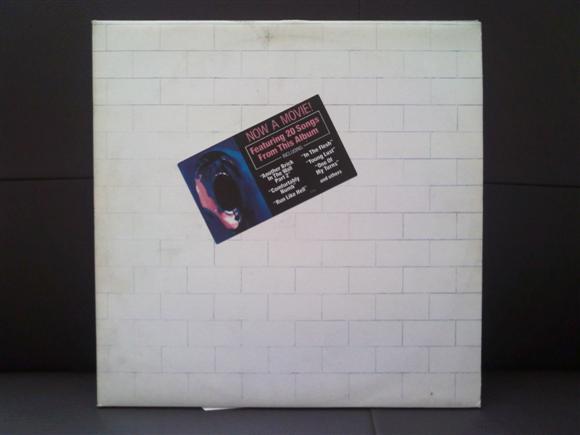 NOW A MOVIE!
Featuring 20 Songs
From This Album
INCLUDING
"Another Brick
In The Wall
Part 2"
"Comfortably
Numb"
"Run Like Hell"
"In The Flesh"
"Young Lust"
"One Of
My Turns"
and others